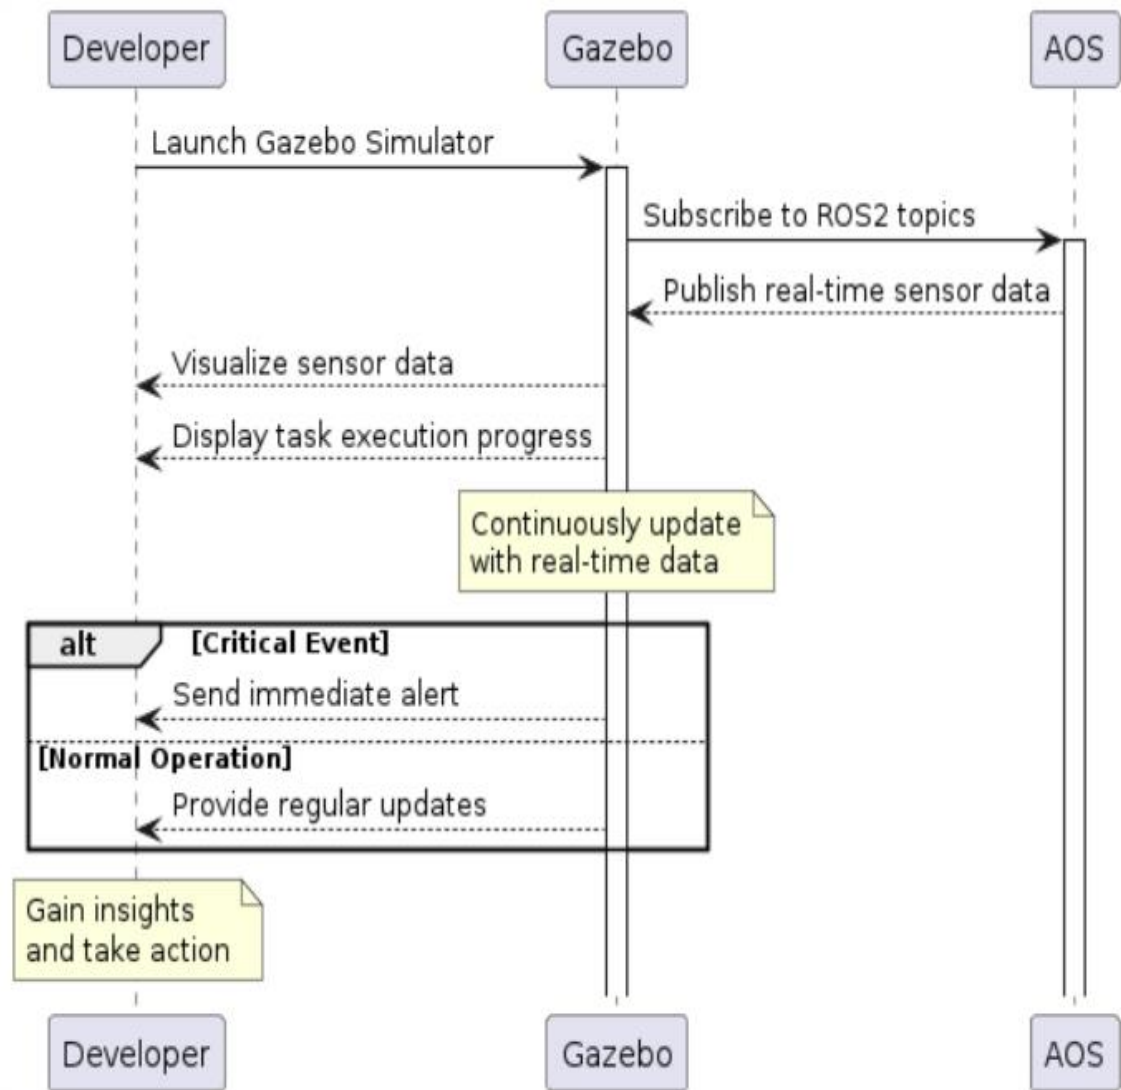 Developer
Gazebo
AOS
Launch Gazebo Simulator
Subscribe to ROS2 topics
Publish real-time sensor data
Visualize sensor data
Display task execution progress
Continuously update
with real-time data
alt
[Critical Event]
Send immediate alert
[Normal Operation]
Provide regular updates
Gain insights
and take action
Developer
Gazebo
AOS